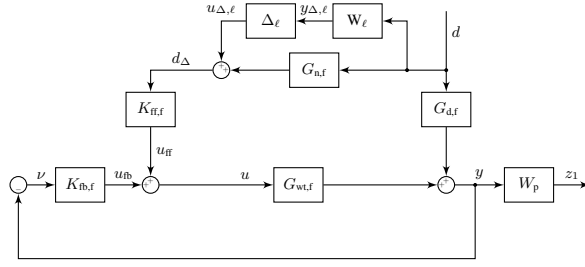 u_{Δ,ℓ}
y_{Δ,ℓ}
Δ_ℓ
W_ℓ
d
d_Δ
+
+
G_{n,f}
K_{ff,f}
G_{d,f}
u_{ff}
ν
K_{fb,f}
u_{fb}
+
+
u
G_{wt,f}
+
+
y
W_p
z_1
−